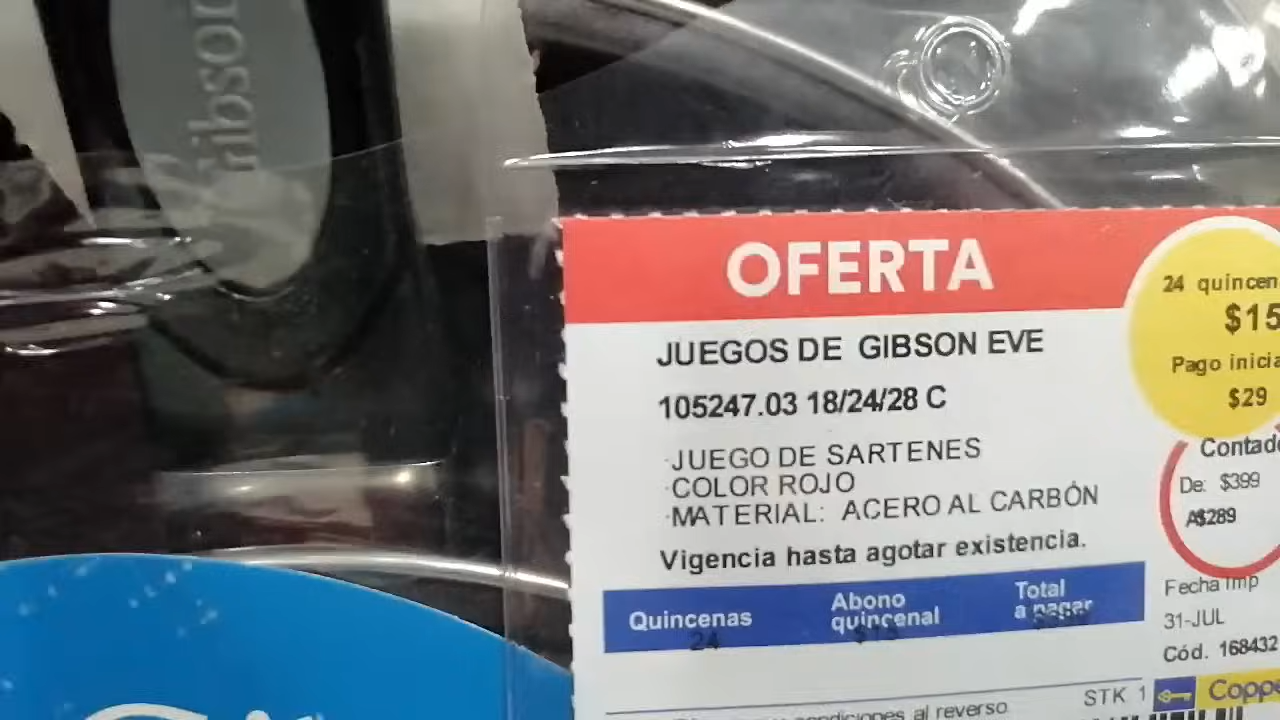 Gibson
OFERTA
JUEGOS DE GIBSON EVE
105247.03 18/24/28 C
·JUEGO DE SARTENES
·COLOR ROJO
·MATERIAL: ACERO AL CARBÓN
Vigencia hasta agotar existencia.
Quincenas
24
Abono
quincenal
$15
Total
a pagar
24 quincen
$15
Pago inicia
$29
Contado
De: $399
A$289
Fecha Imp
31-JUL
Cód. 168432
STK 1
Coppe
condiciones al reverso